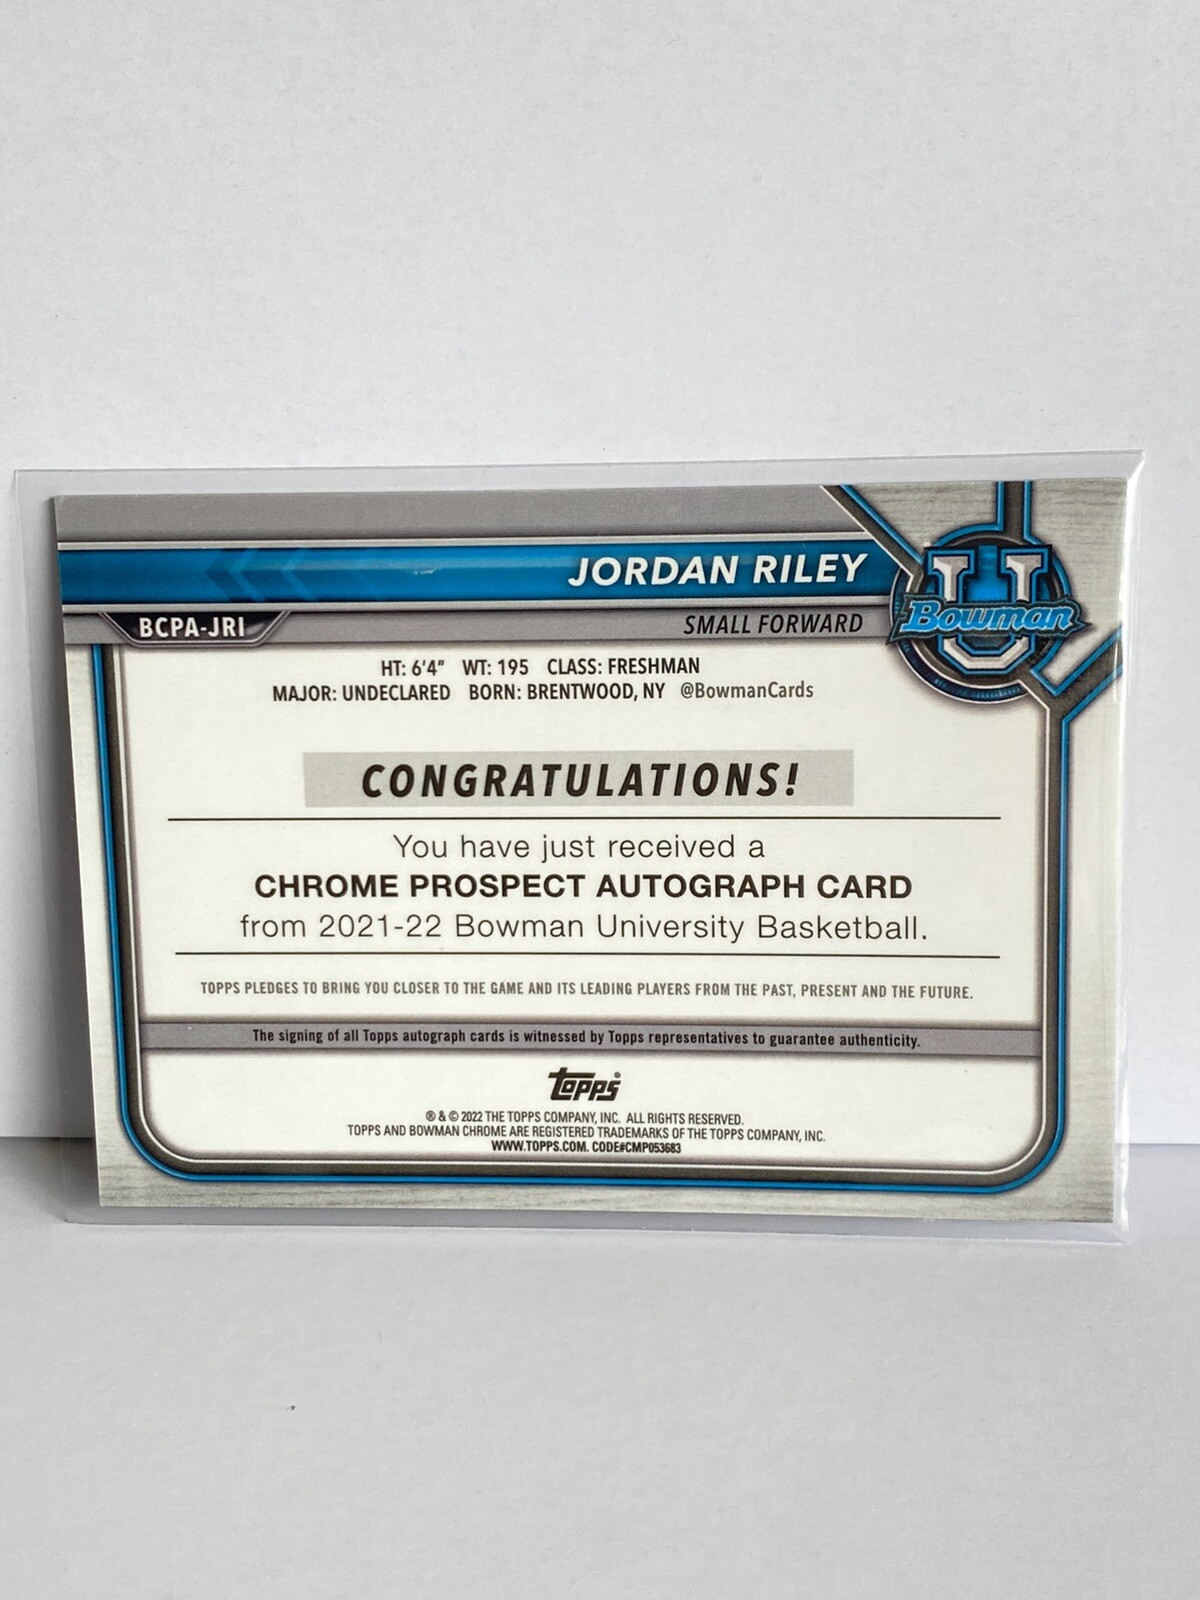 JORDAN RILEY
U
Bowman
BCPA-JRI
SMALL FORWARD
HT: 6'4" WT: 195 CLASS: FRESHMAN
MAJOR: UNDECLARED BORN: BRENTWOOD, NY @BowmanCards
CONGRATULATIONS!
You have just received a
CHROME PROSPECT AUTOGRAPH CARD
from 2021-22 Bowman University Basketball.
TOPPS PLEDGES TO BRING YOU CLOSER TO THE GAME AND ITS LEADING PLAYERS FROM THE PAST, PRESENT AND THE FUTURE.
The signing of all Topps autograph cards is witnessed by Topps representatives to guarantee authenticity.
topps®
® & © 2022 THE TOPPS COMPANY, INC. ALL RIGHTS RESERVED.
TOPPS AND BOWMAN CHROME ARE REGISTERED TRADEMARKS OF THE TOPPS COMPANY, INC.
WWW.TOPPS.COM. CODE#CMP053683